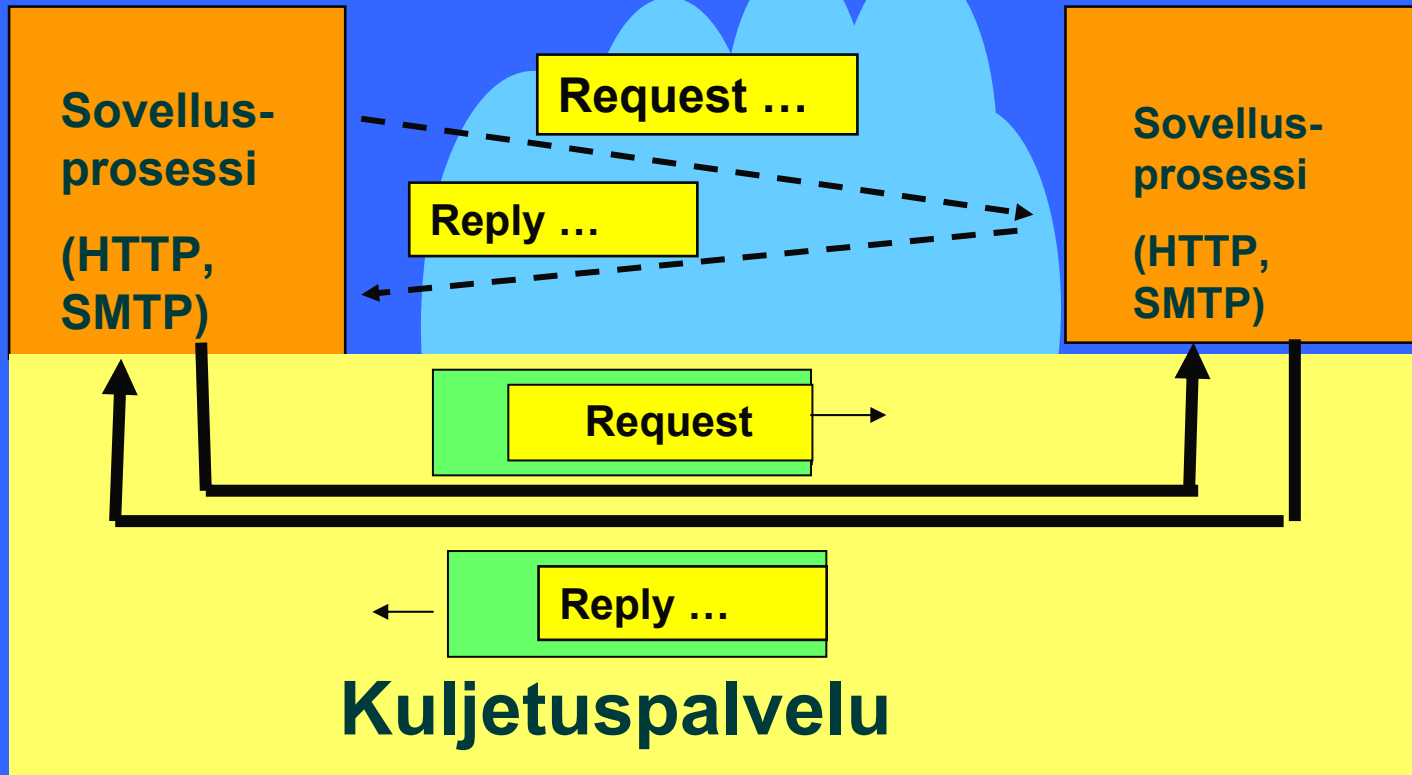 Sovellus-
prosessi
(HTTP,
SMTP)
Request …
Reply …
Sovellus-
prosessi
(HTTP,
SMTP)
Request
Reply …
Kuljetuspalvelu